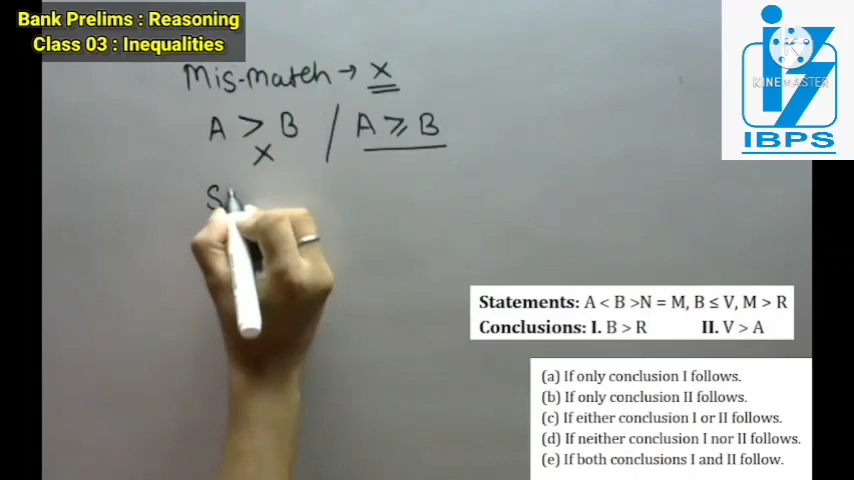 Bank Prelims : Reasoning
Class 03 : Inequalities
Mis-match → x
A > B / A ≥ B
x
S
KINEMASTER
IBPS
Statements: A < B >N = M, B ≤ V, M > R
Conclusions: I. B > R II. V > A
(a) If only conclusion I follows.
(b) If only conclusion II follows.
(c) If either conclusion I or II follows.
(d) If neither conclusion I nor II follows.
(e) If both conclusions I and II follow.